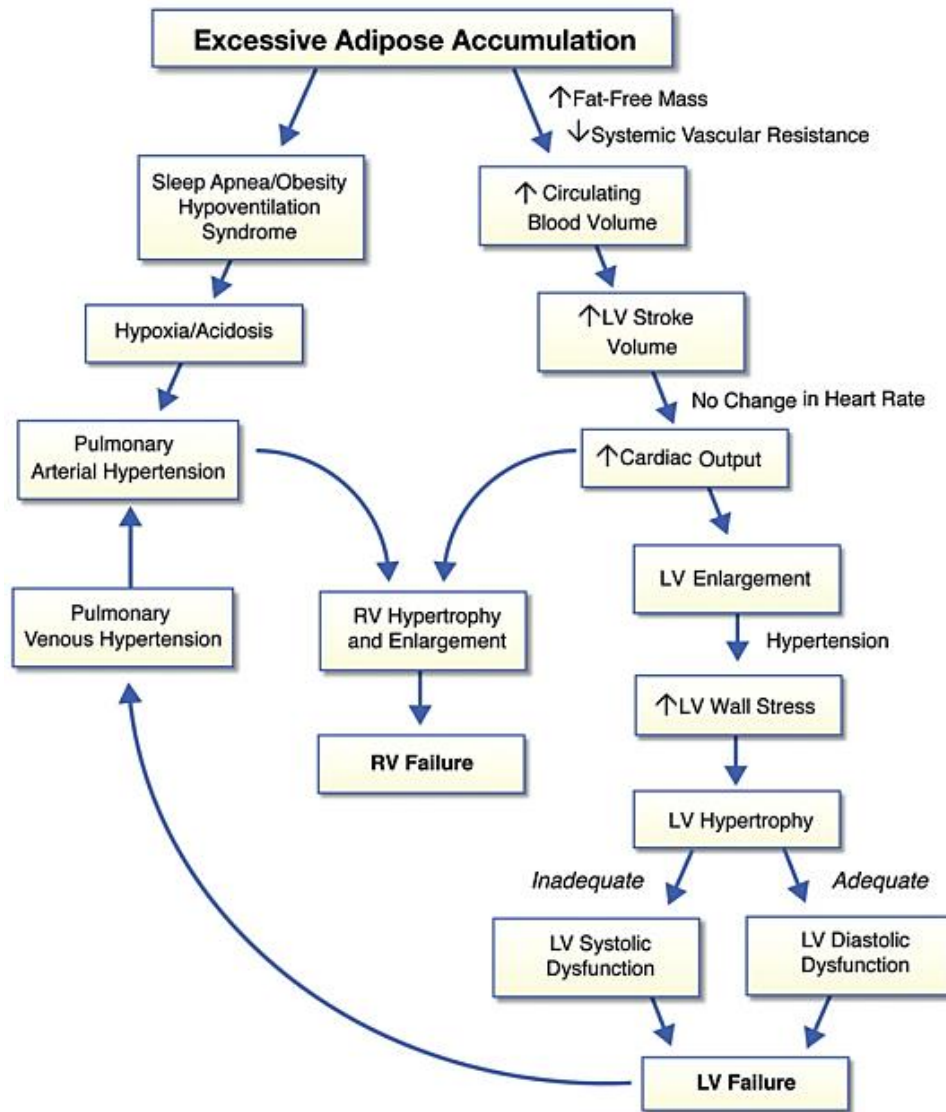 Excessive Adipose Accumulation
↑Fat-Free Mass
↓Systemic Vascular Resistance
Sleep Apnea/Obesity
Hypoventilation
Syndrome
↑ Circulating
Blood Volume
Hypoxia/Acidosis
↑LV Stroke
Volume
No Change in Heart Rate
Pulmonary
Arterial Hypertension
↑Cardiac Output
LV Enlargement
Pulmonary
Venous Hypertension
RV Hypertrophy
and Enlargement
Hypertension
↑LV Wall Stress
RV Failure
LV Hypertrophy
Inadequate
Adequate
LV Systolic
Dysfunction
LV Diastolic
Dysfunction
LV Failure